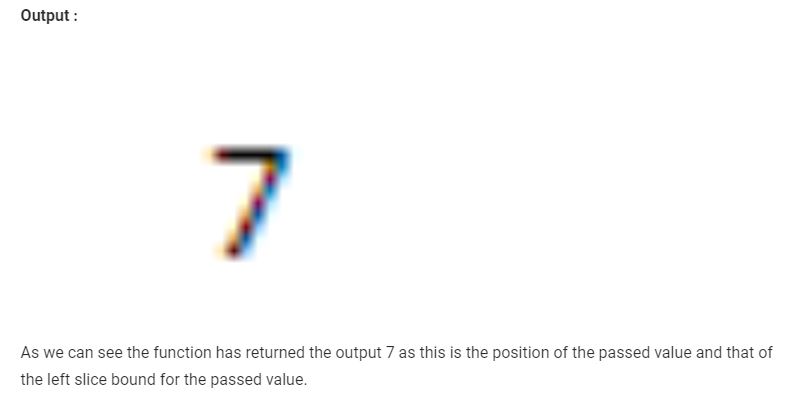 Output :
7
As we can see the function has returned the output 7 as this is the position of the passed value and that of
the left slice bound for the passed value.